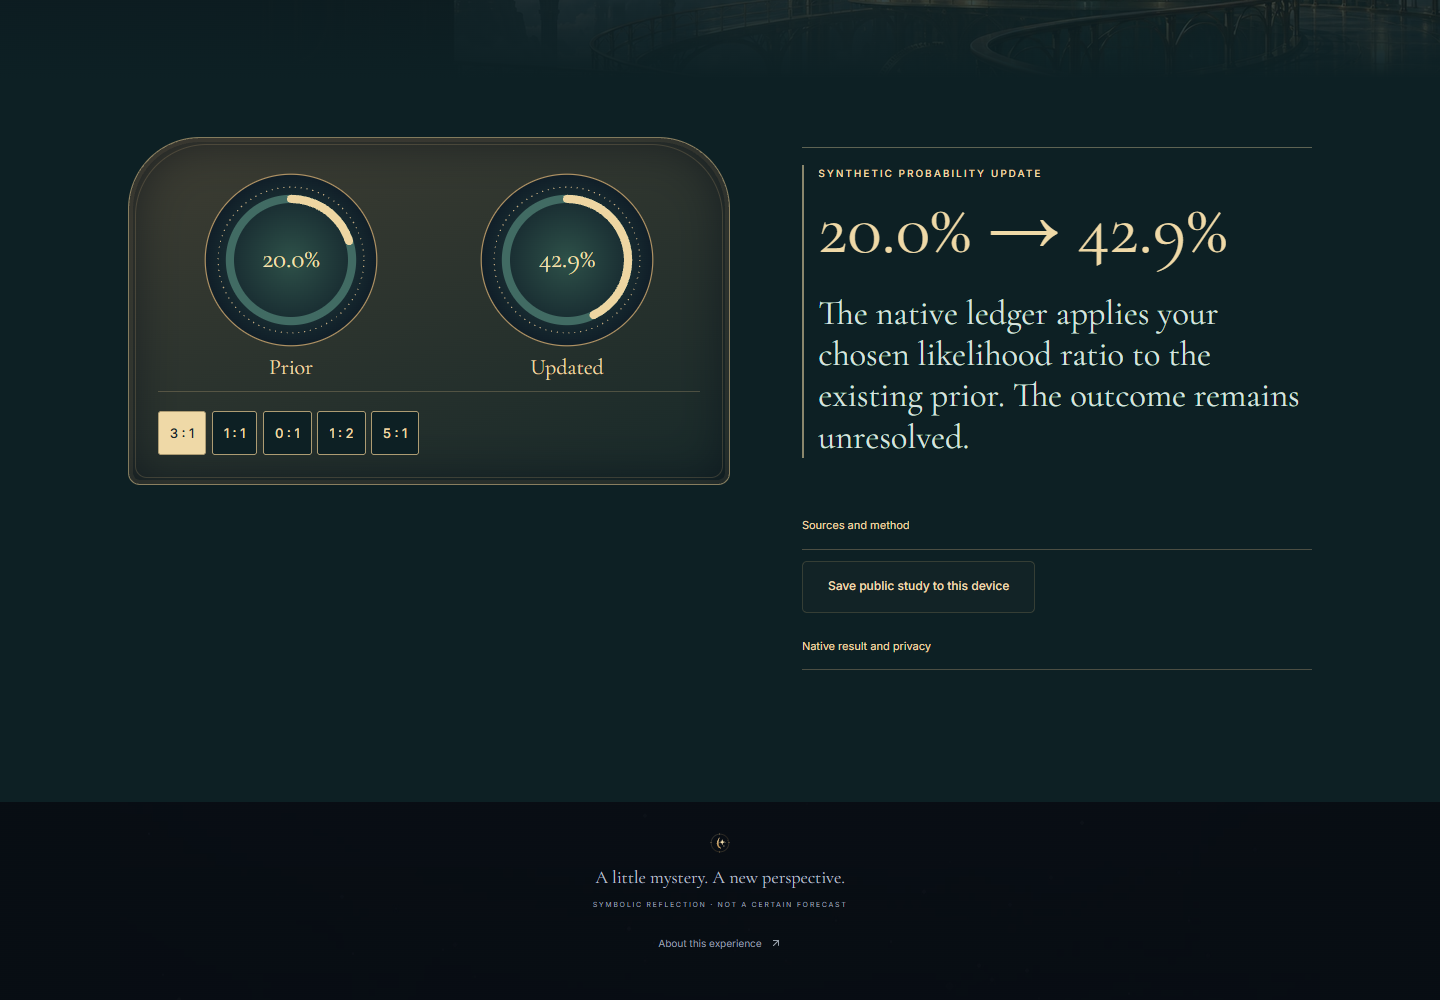 20.0%
42.9%
Prior
Updated
3:1
1:1
0:1
1:2
5:1
SYNTHETIC PROBABILITY UPDATE
20.0% → 42.9%
The native ledger applies your
chosen likelihood ratio to the
existing prior. The outcome remains
unresolved.
Sources and method
Save public study to this device
Native result and privacy
A little mystery. A new perspective.
SYMBOLIC REFLECTION · NOT A CERTAIN FORECAST
About this experience